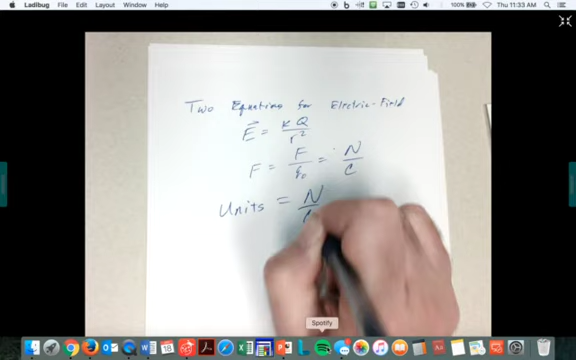 Ladibug File Edit Layout Window Help 100% Thu 11:33 AM
Two Equations for Electric-Field
E⃗ = KQ/r²
F = F/q₀ = N/C
Units = N/C
Spotify